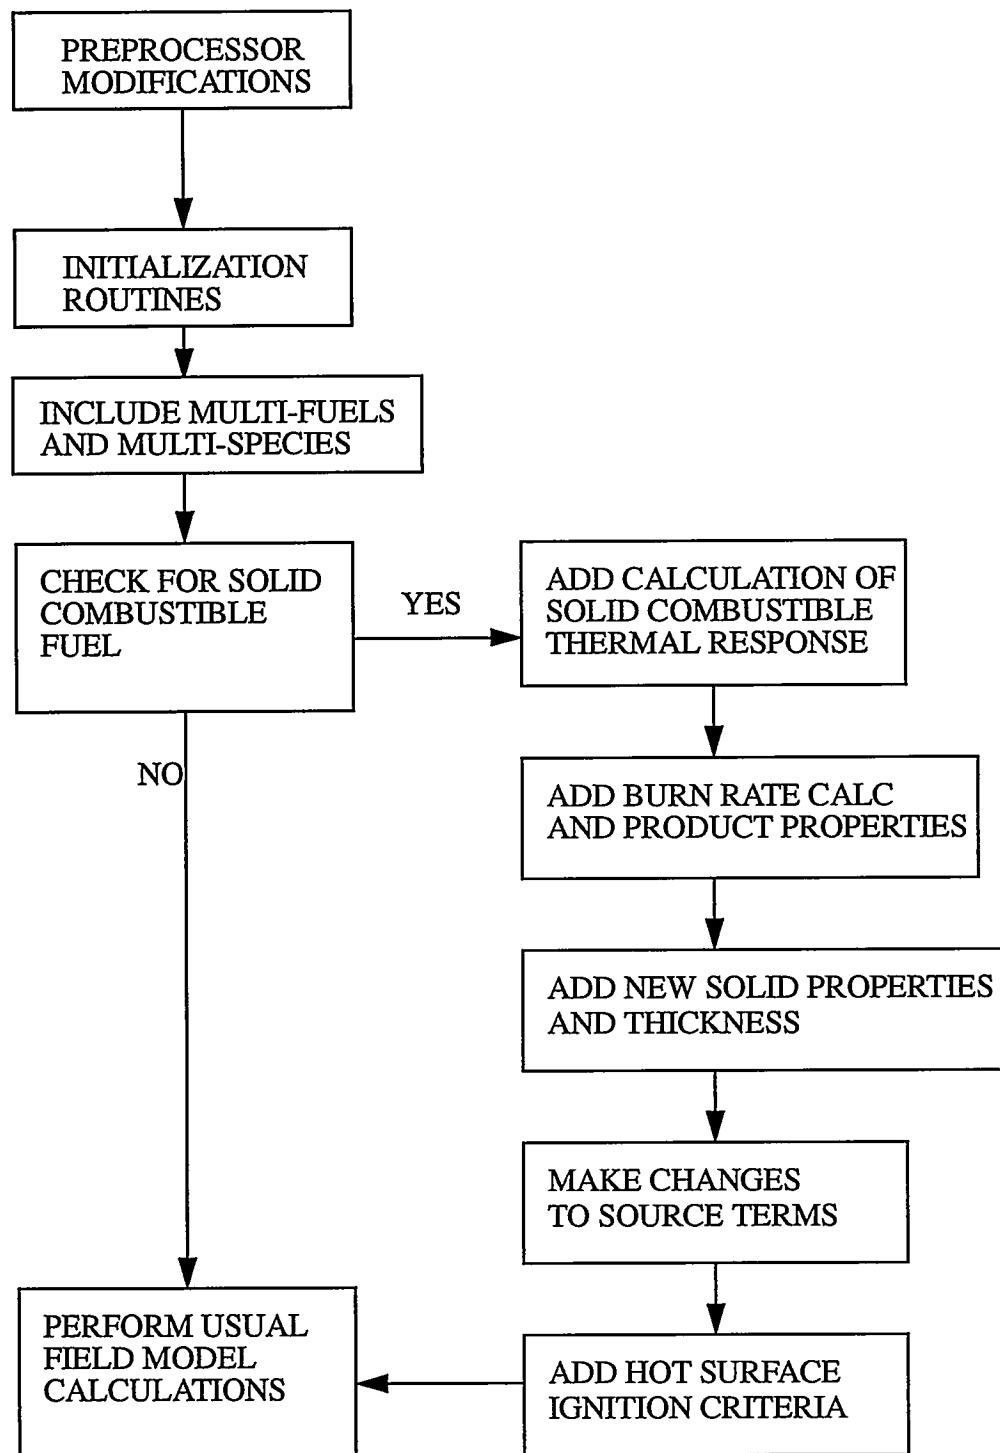 PREPROCESSOR
MODIFICATIONS
INITIALIZATION
ROUTINES
INCLUDE MULTI-FUELS
AND MULTI-SPECIES
CHECK FOR SOLID
COMBUSTIBLE
FUEL
YES
NO
ADD CALCULATION OF
SOLID COMBUSTIBLE
THERMAL RESPONSE
ADD BURN RATE CALC
AND PRODUCT PROPERTIES
ADD NEW SOLID PROPERTIES
AND THICKNESS
MAKE CHANGES
TO SOURCE TERMS
ADD HOT SURFACE
IGNITION CRITERIA
PERFORM USUAL
FIELD MODEL
CALCULATIONS